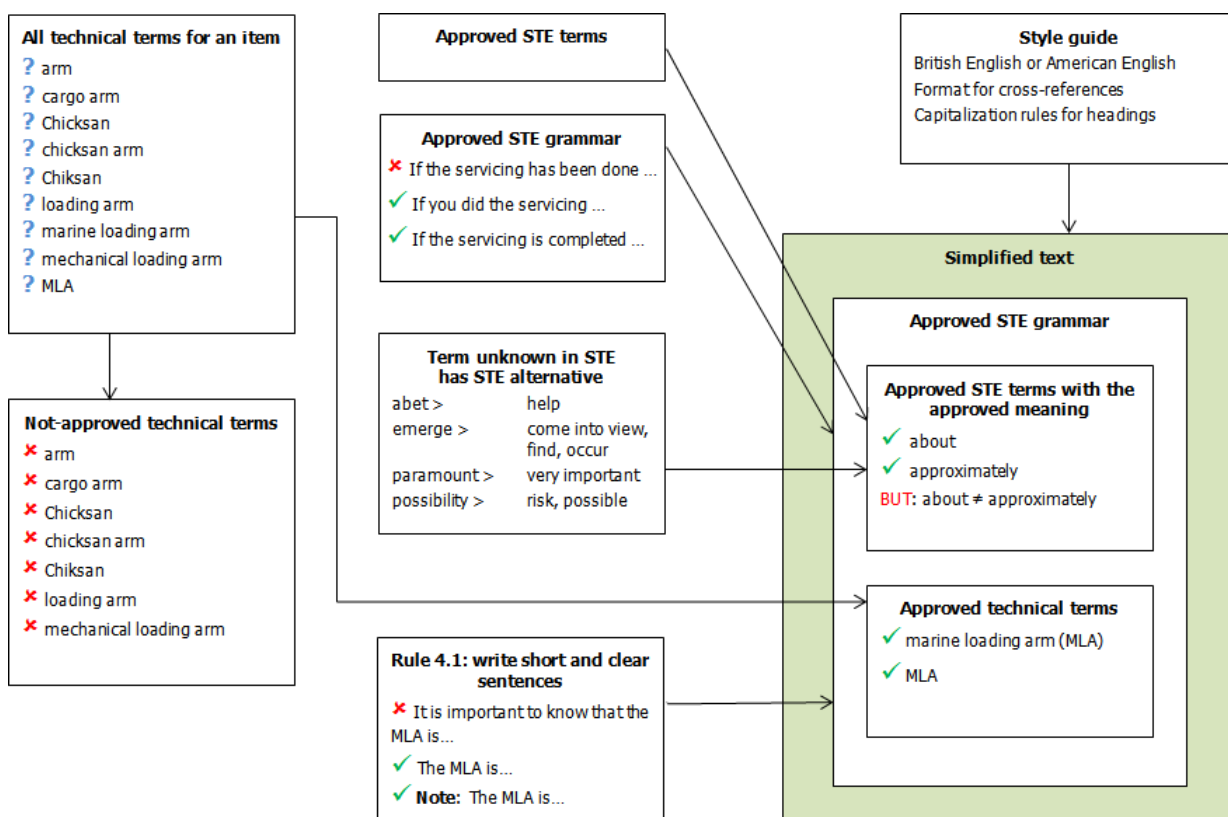 All technical terms for an item
? arm
? cargo arm
? Chicksan
? chicksan arm
? Chiksan
? loading arm
? marine loading arm
? mechanical loading arm
? MLA
Not-approved technical terms
✘ arm
✘ cargo arm
✘ Chicksan
✘ chicksan arm
✘ Chiksan
✘ loading arm
✘ mechanical loading arm
Approved STE terms
Approved STE grammar
✘ If the servicing has been done ...
✓ If you did the servicing ...
✓ If the servicing is completed ...
Term unknown in STE
has STE alternative
abet > help
emerge > come into view,
find, occur
paramount > very important
possibility > risk, possible
Rule 4.1: write short and clear
sentences
✘ It is important to know that the
MLA is...
✓ The MLA is...
✓ Note: The MLA is...
Style guide
British English or American English
Format for cross-references
Capitalization rules for headings
Simplified text
Approved STE grammar
Approved STE terms with the
approved meaning
✓ about
✓ approximately
BUT: about ≠ approximately
Approved technical terms
✓ marine loading arm (MLA)
✓ MLA